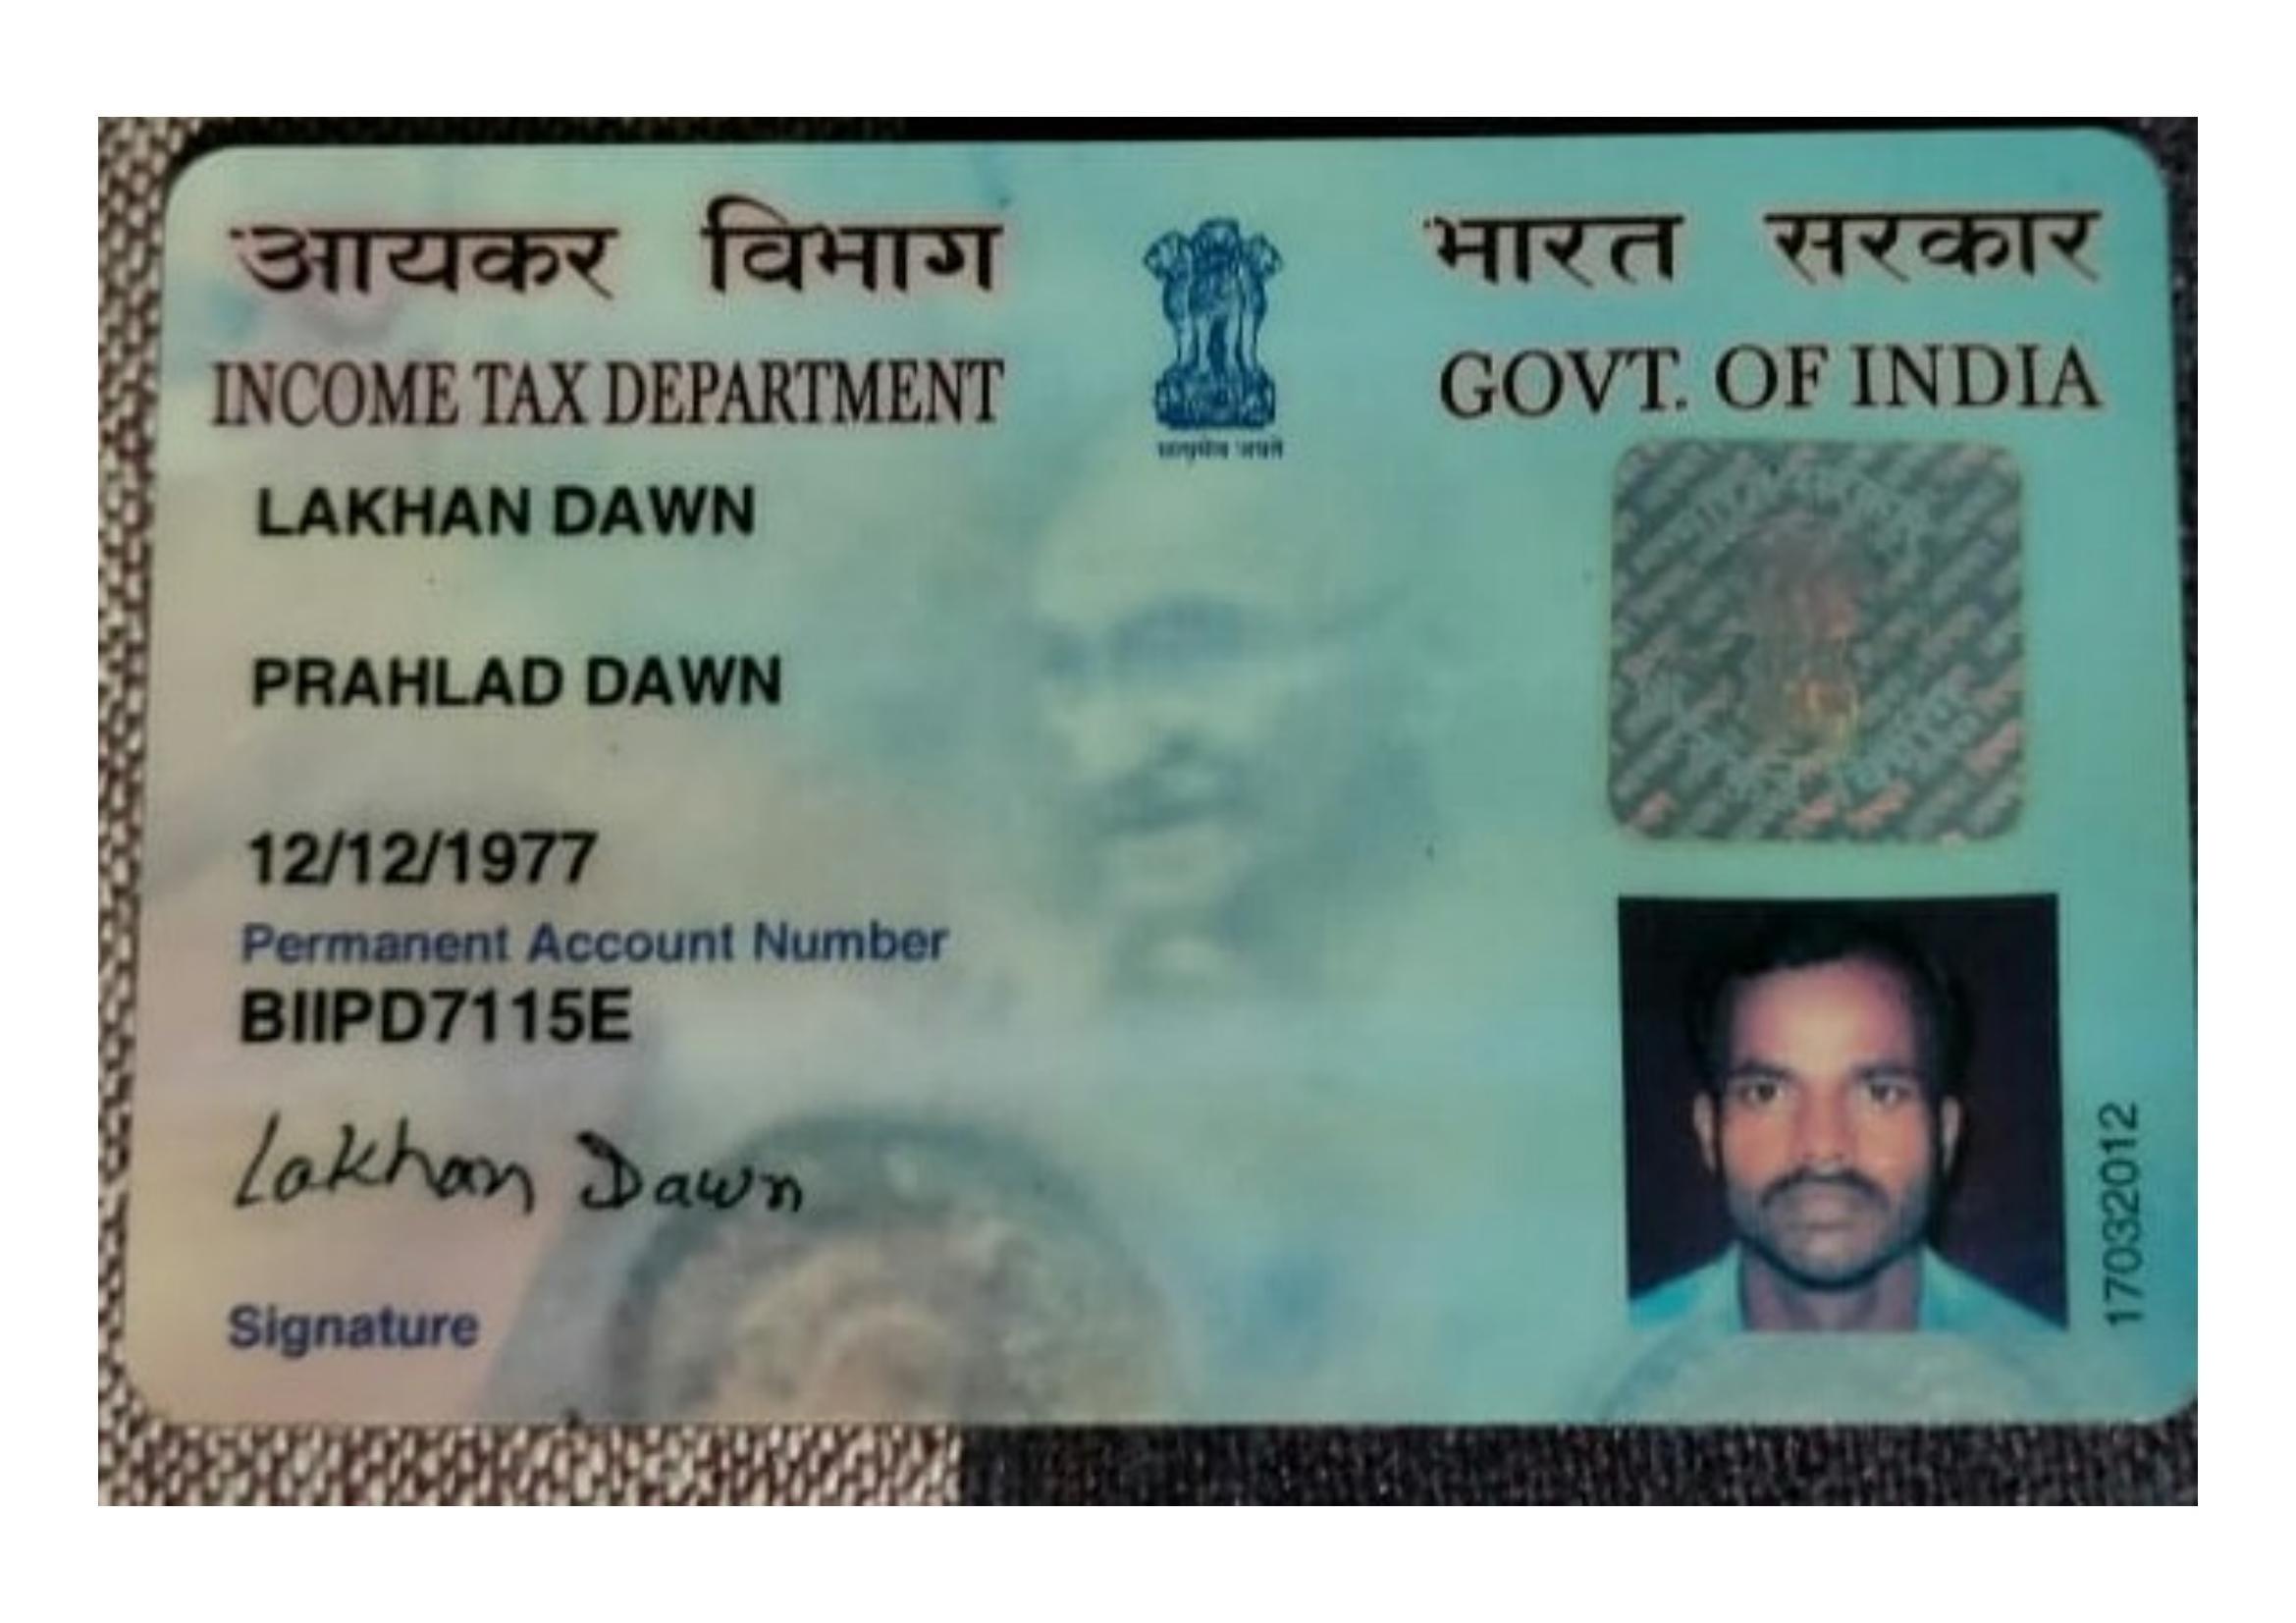 आयकर विभाग
INCOME TAX DEPARTMENT
सत्यमेव जयते
भारत सरकार
GOVT. OF INDIA
LAKHAN DAWN
PRAHLAD DAWN
12/12/1977
Permanent Account Number
BIIPD7115E
Lakhan Dawn
Signature
17032012